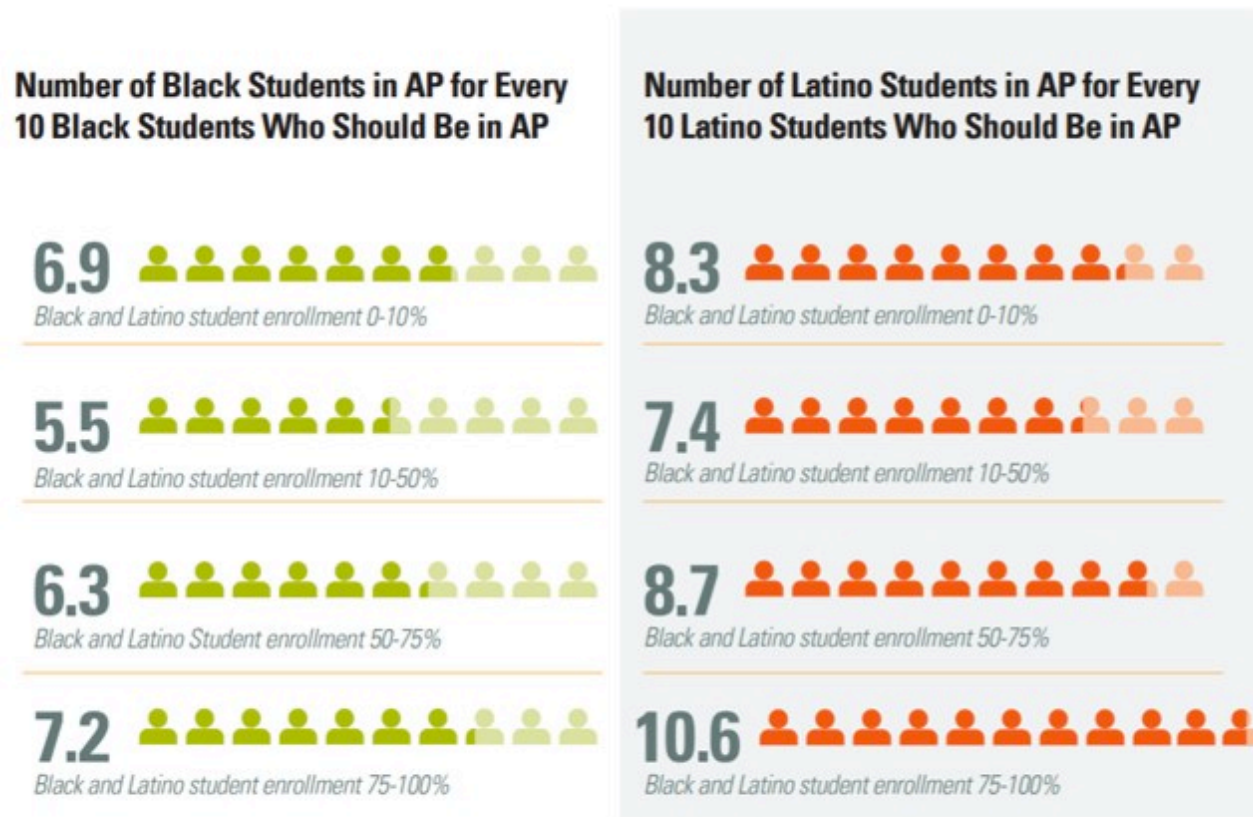 Number of Black Students in AP for Every
10 Black Students Who Should Be in AP
6.9
Black and Latino student enrollment 0-10%
5.5
Black and Latino student enrollment 10-50%
6.3
Black and Latino Student enrollment 50-75%
7.2
Black and Latino student enrollment 75-100%
Number of Latino Students in AP for Every
10 Latino Students Who Should Be in AP
8.3
Black and Latino student enrollment 0-10%
7.4
Black and Latino student enrollment 10-50%
8.7
Black and Latino student enrollment 50-75%
10.6
Black and Latino student enrollment 75-100%